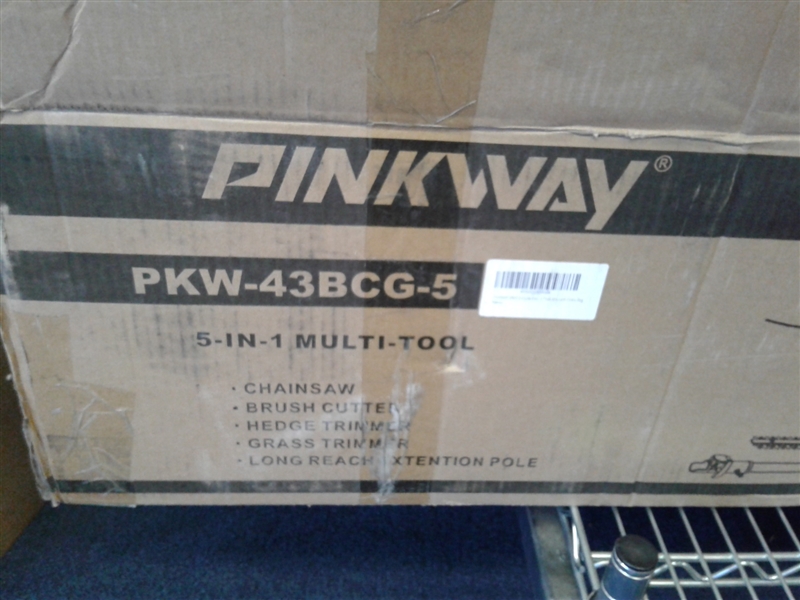 PINKWAY®
PKW-43BCG-5
5-IN-1 MULTI-TOOL
· CHAINSAW
· BRUSH CUTTER
· HEDGE TRIMMER
· GRASS TRIMMER
· LONG REACH EXTENTION POLE